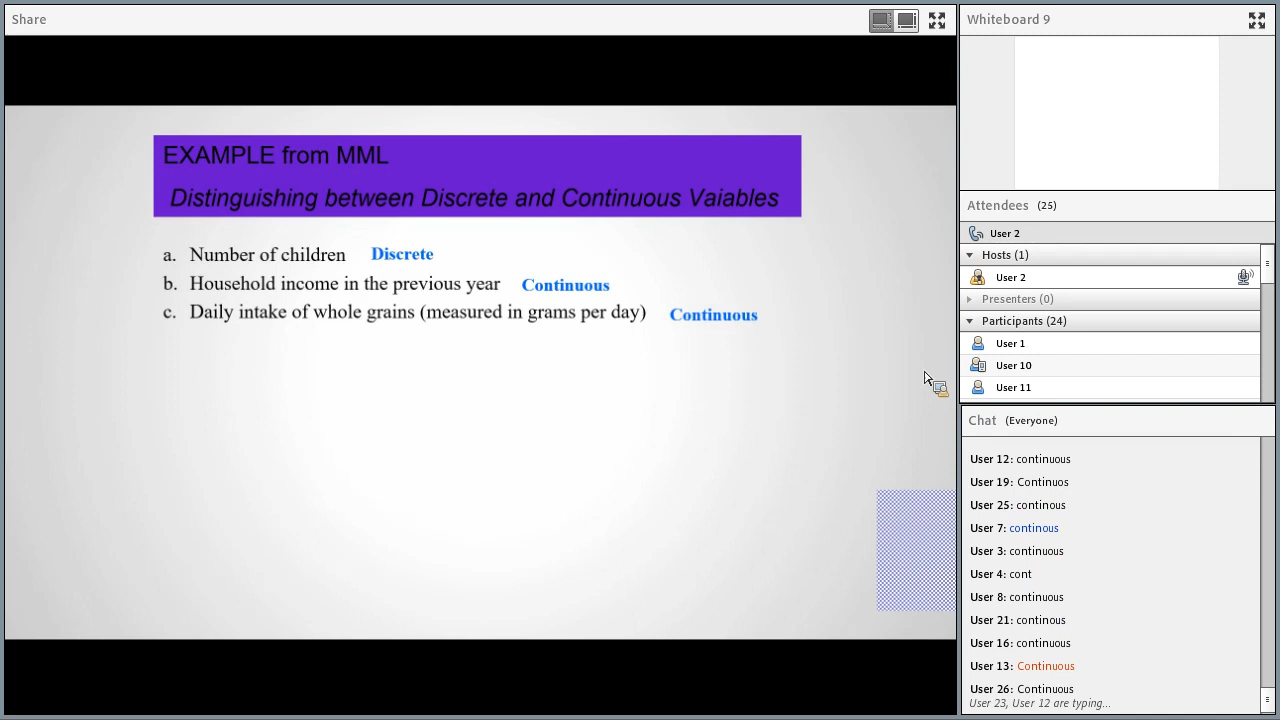 Share
EXAMPLE from MML
Distinguishing between Discrete and Continuous Vaiables
a. Number of children Discrete
b. Household income in the previous year Continuous
c. Daily intake of whole grains (measured in grams per day) Continuous
Whiteboard 9
Attendees (25)
User 2
Hosts (1)
User 2
Presenters (0)
Participants (24)
User 1
User 10
User 11
Chat (Everyone)
User 12: continuous
User 19: Continuos
User 25: continous
User 7: continous
User 3: continuous
User 4: cont
User 8: continuous
User 21: continous
User 16: continuous
User 13: Continuous
User 26: Continuous
User 23, User 12 are typing...